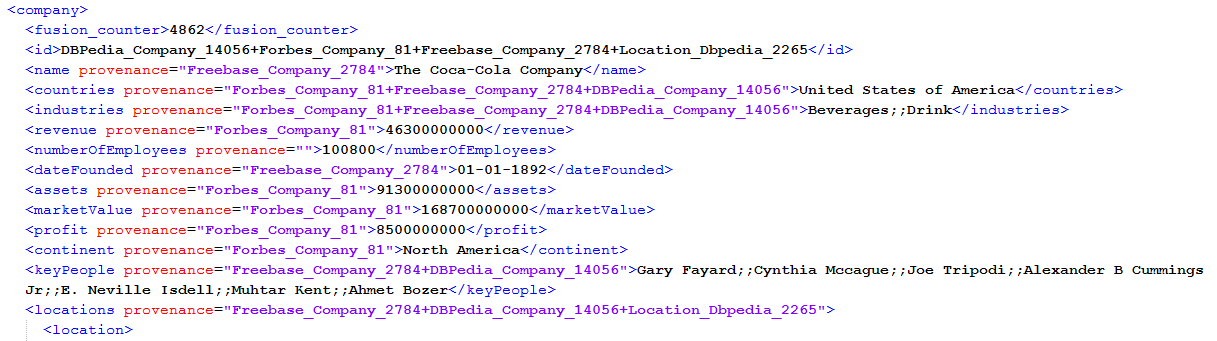 <company>
<fusion_counter>4862</fusion_counter>
<id>DBPedia_Company_14056+Forbes_Company_81+Freebase_Company_2784+Location_Dbpedia_2265</id>
<name provenance="Freebase_Company_2784">The Coca-Cola Company</name>
<countries provenance="Forbes_Company_81+Freebase_Company_2784+DBPedia_Company_14056">United States of America</countries>
<industries provenance="Forbes_Company_81+Freebase_Company_2784+DBPedia_Company_14056">Beverages;;Drink</industries>
<revenue provenance="Forbes_Company_81">46300000000</revenue>
<numberOfEmployees provenance="">100800</numberOfEmployees>
<dateFounded provenance="Freebase_Company_2784">01-01-1892</dateFounded>
<assets provenance="Forbes_Company_81">91300000000</assets>
<marketValue provenance="Forbes_Company_81">168700000000</marketValue>
<profit provenance="Forbes_Company_81">8500000000</profit>
<continent provenance="Forbes_Company_81">North America</continent>
<keyPeople provenance="Freebase_Company_2784+DBPedia_Company_14056">Gary Fayard;;Cynthia Mccague;;Joe Tripodi;;Alexander B Cummings
Jr;;E. Neville Isdell;;Muhtar Kent;;Ahmet Bozer</keyPeople>
<locations provenance="Freebase_Company_2784+DBPedia_Company_14056+Location_Dbpedia_2265">
<location>